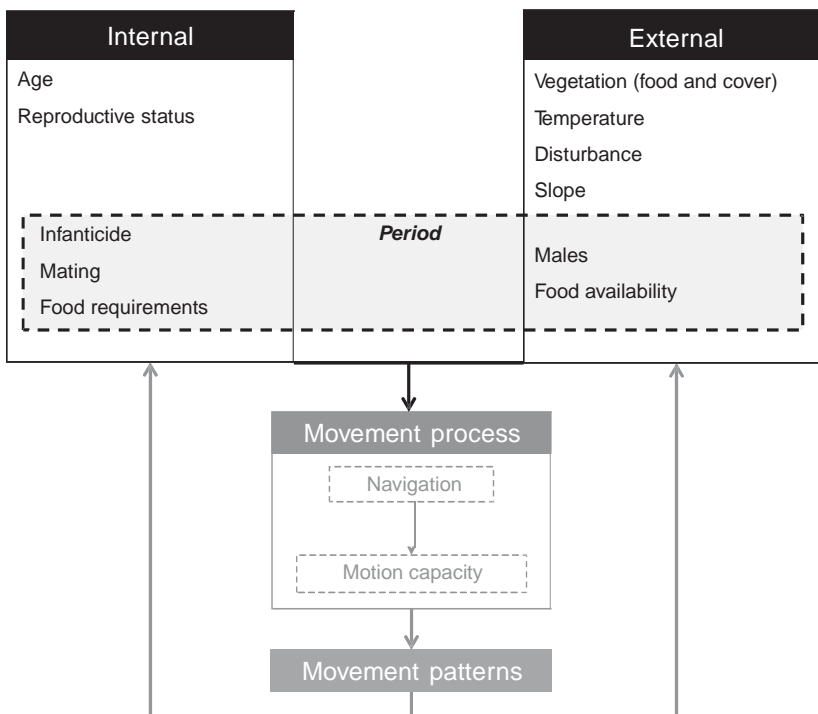 Internal
Age
Reproductive status
External
Vegetation (food and cover)
Temperature
Disturbance
Slope
Infanticide
Mating
Food requirements
Period
Males
Food availability
Movement process
Navigation
Motion capacity
Movement patterns